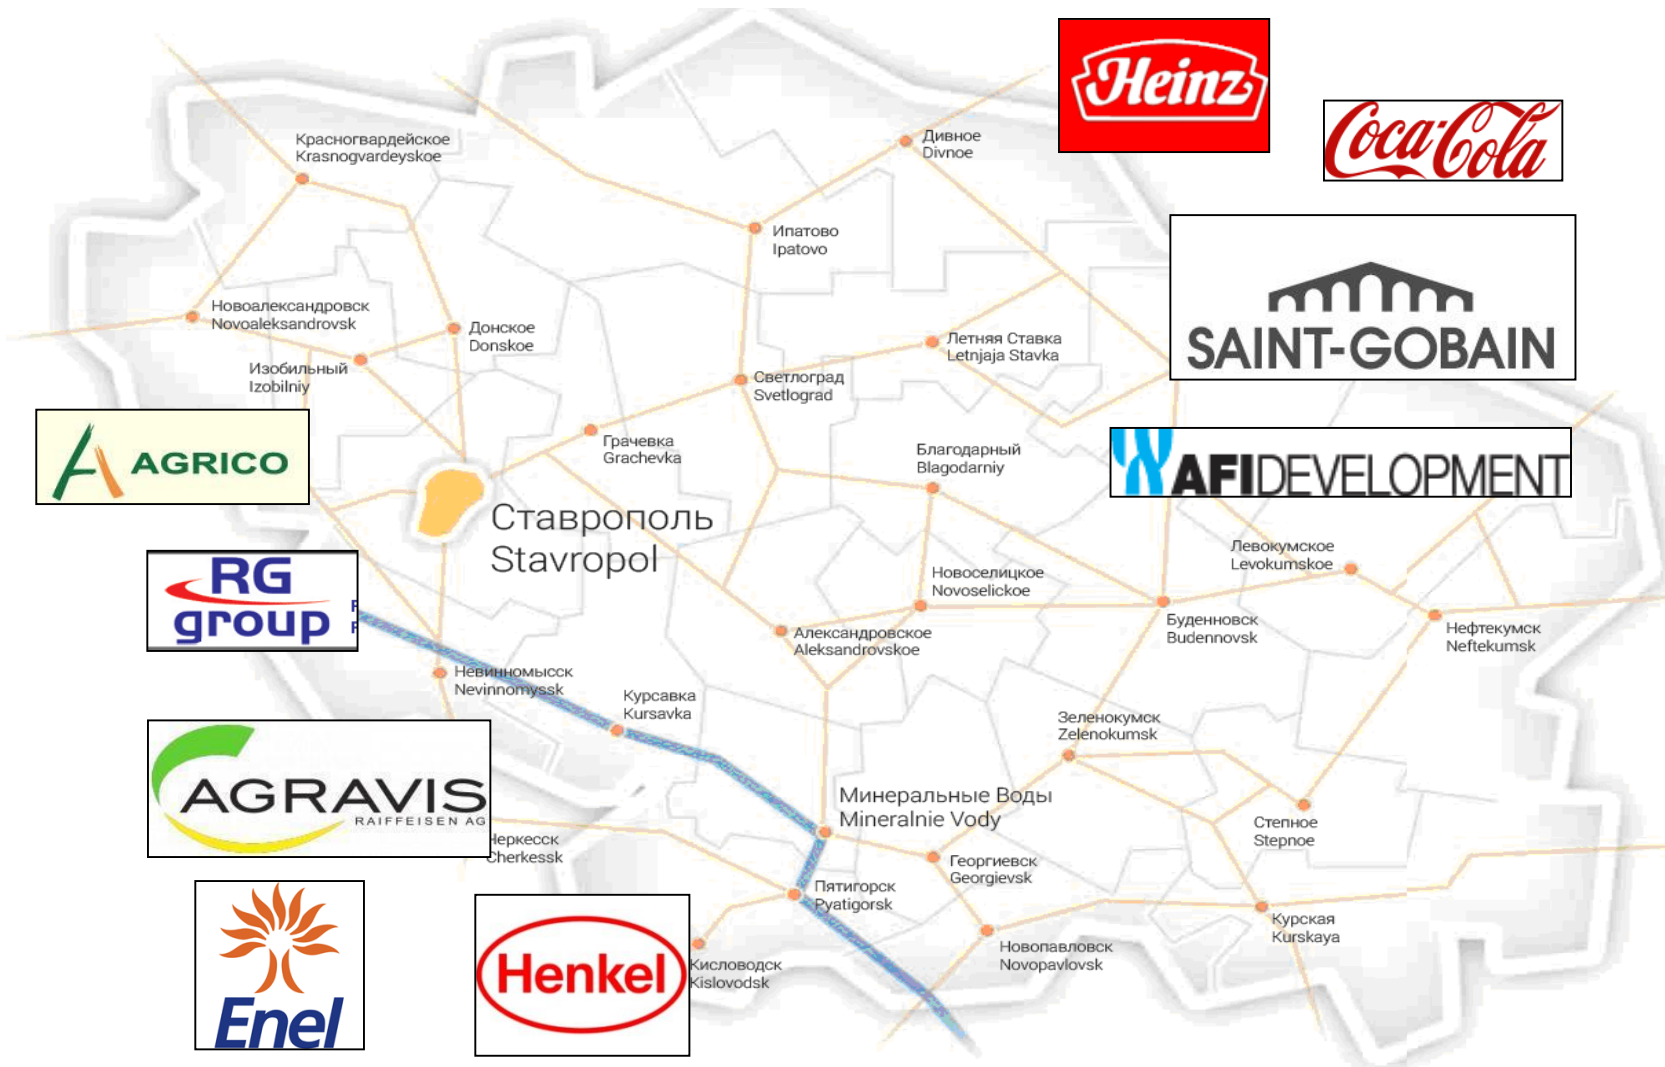 Heinz
Coca-Cola
Красногвардейское
Krasnogvardeyskoe
Дивное
Divnoe
Ипатово
Ipatovo
SAINT-GOBAIN
Новоалександровск
Novoaleksandrovsk
Донское
Donskoe
Летняя Ставка
Letnjaja Stavka
Изобильный
Izobilniy
Светлоград
Svetlograd
AGRICO
Грачевка
Grachevka
Благодарный
Blagodarniy
AFIDEVELOPMENT
Ставрополь
Stavropol
Левокумское
Levokumskoe
RG
group
Новоселицкое
Novoselickoe
Александровское
Aleksandrovskoe
Буденновск
Budennovsk
Нефтекумск
Neftekumsk
Невинномысск
Nevinnomyssk
Курсавка
Kursavka
Зеленокумск
Zelenokumsk
AGRAVIS
RAIFFEISEN AG
Минеральные Воды
Mineralnie Vody
Черкесск
Cherkessk
Степное
Stepnoe
Георгиевск
Georgievsk
Пятигорск
Pyatigorsk
Курская
Kurskaya
Enel
Henkel
Кисловодск
Kislovodsk
Новопавловск
Novopavlovsk